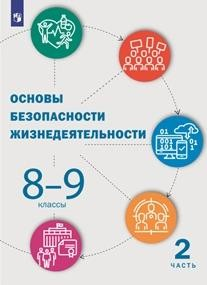 ОСНОВЫ
БЕЗОПАСНОСТИ
ЖИЗНЕДЕЯТЕЛЬНОСТИ
8–9
КЛАССЫ
2
ЧАСТЬ